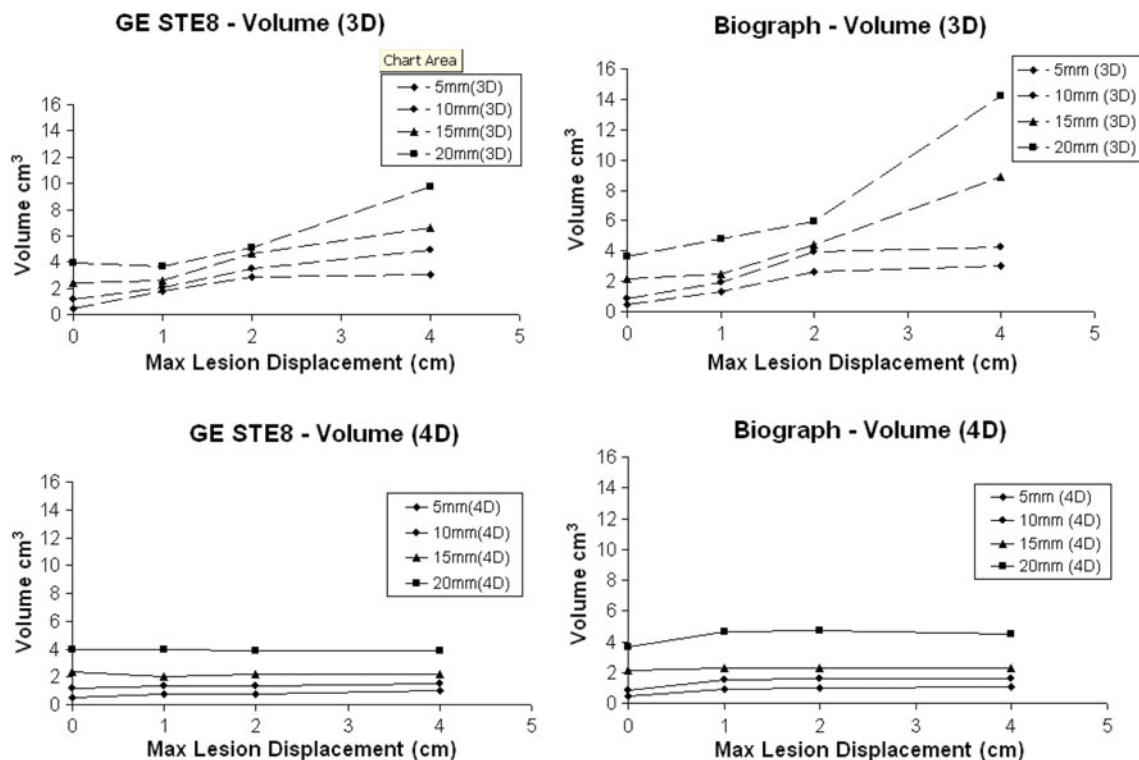 GE STE8 - Volume (3D)
Chart Area
- 5mm(3D)
- 10mm(3D)
- 15mm(3D)
- 20mm(3D)
Volume cm³
16
14
12
10
8
6
4
2
0
0 1 2 3 4 5
Max Lesion Displacement (cm)
Biograph - Volume (3D)
- 5mm (3D)
- 10mm (3D)
- 15mm (3D)
- 20mm (3D)
Volume cm³
16
14
12
10
8
6
4
2
0
0 1 2 3 4 5
Max Lesion Displacement (cm)
GE STE8 - Volume (4D)
5mm(4D)
10mm(4D)
15mm(4D)
20mm(4D)
Volume cm³
16
14
12
10
8
6
4
2
0
0 1 2 3 4 5
Max Lesion Displacement (cm)
Biograph - Volume (4D)
5mm (4D)
10mm (4D)
15mm (4D)
20mm (4D)
Volume cm³
16
14
12
10
8
6
4
2
0
0 1 2 3 4 5
Max Lesion Displacement (cm)